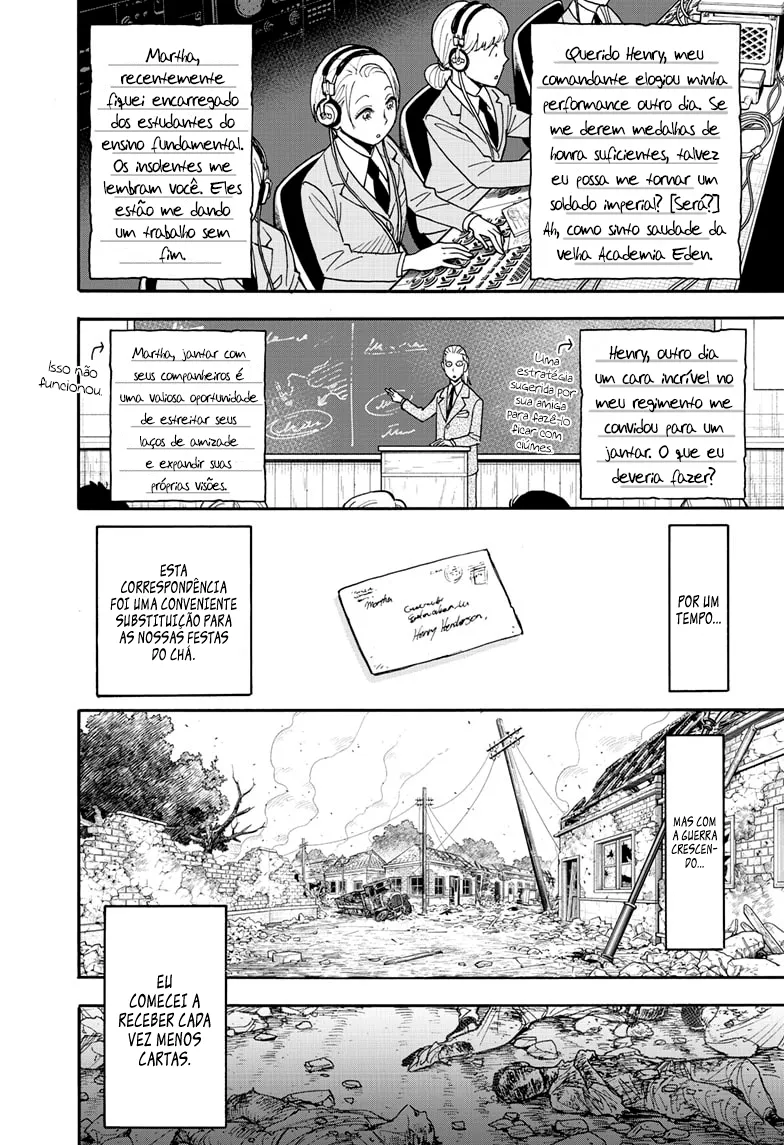 Querido Henry, meu
comandante elogiou minha
performance outro dia. Se
me derem medalhas de
honra suficientes, talvez
eu possa me tornar um
soldado imperial? [Será?]
Ah, como sinto saudade da
velha Academia Eden.
Martha,
recentemente
fiquei encarregado
dos estudantes do
ensino fundamental.
Os insolentes me
lembram você. Eles
estão me dando
um trabalho sem
fim.
Henry, outro dia
um cara incrível no
meu regimento me
convidou para um
jantar. O que eu
deveria fazer?
Uma
estratégia
sugerida por
sua amiga
para fazê-lo
ficar com
ciúmes
Martha, jantar com
seus companheiros é
uma valiosa oportunidade
de estreitar seus
laços de amizade
e expandir suas
próprias visões.
Isso não
funcionou.
POR UM
TEMPO...
Martha
Henry Henderson,
ESTA
CORRESPONDÊNCIA
FOI UMA CONVENIENTE
SUBSTITUIÇÃO PARA
AS NOSSAS FESTAS
DO CHÁ.
MAS COM
A GUERRA
CRESCEN-
DO...
EU
COMECEI A
RECEBER CADA
VEZ MENOS
CARTAS.